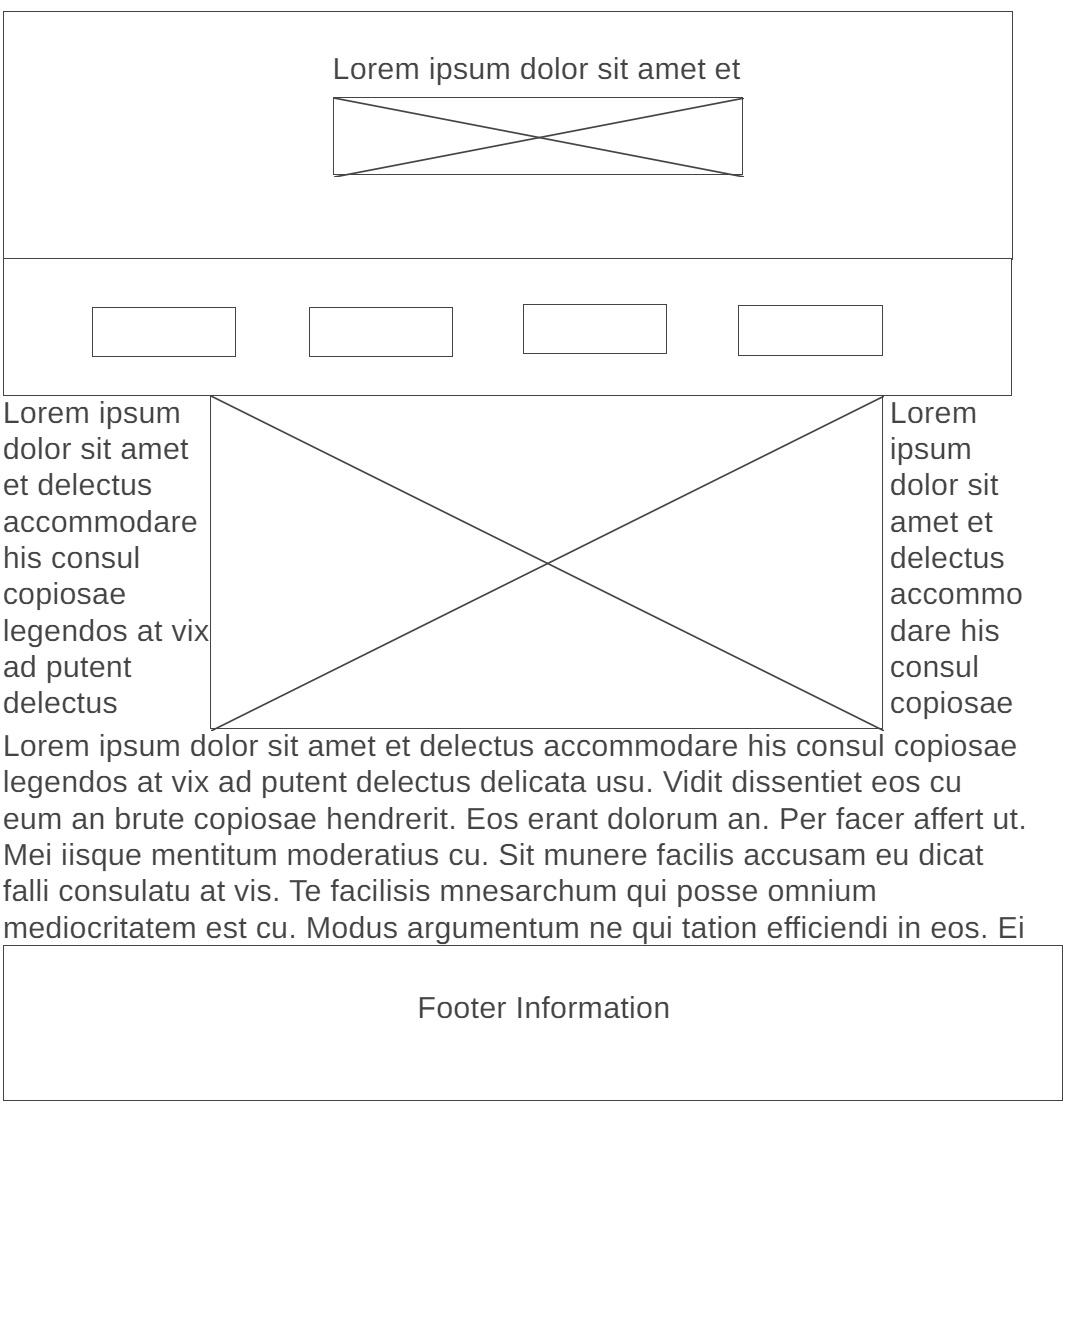 Lorem ipsum dolor sit amet et
Lorem ipsum
dolor sit amet
et delectus
accommodare
his consul
copiosae
legendos at vix
ad putent
delectus
Lorem
ipsum
dolor sit
amet et
delectus
accommo
dare his
consul
copiosae
Lorem ipsum dolor sit amet et delectus accommodare his consul copiosae
legendos at vix ad putent delectus delicata usu. Vidit dissentiet eos cu
eum an brute copiosae hendrerit. Eos erant dolorum an. Per facer affert ut.
Mei iisque mentitum moderatius cu. Sit munere facilis accusam eu dicat
falli consulatu at vis. Te facilisis mnesarchum qui posse omnium
mediocritatem est cu. Modus argumentum ne qui tation efficiendi in eos. Ei
Footer Information